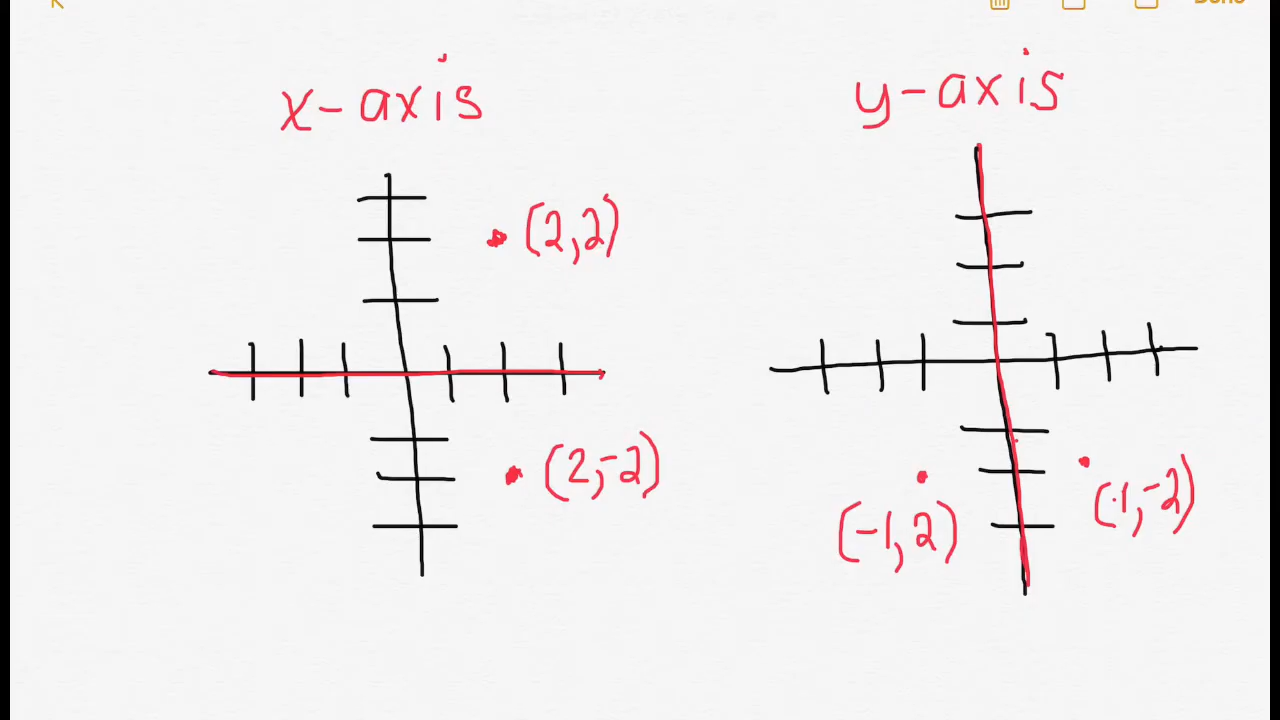 x-axis
y-axis
(2,2)
(2,-2)
(-1,2)
(1,-2)